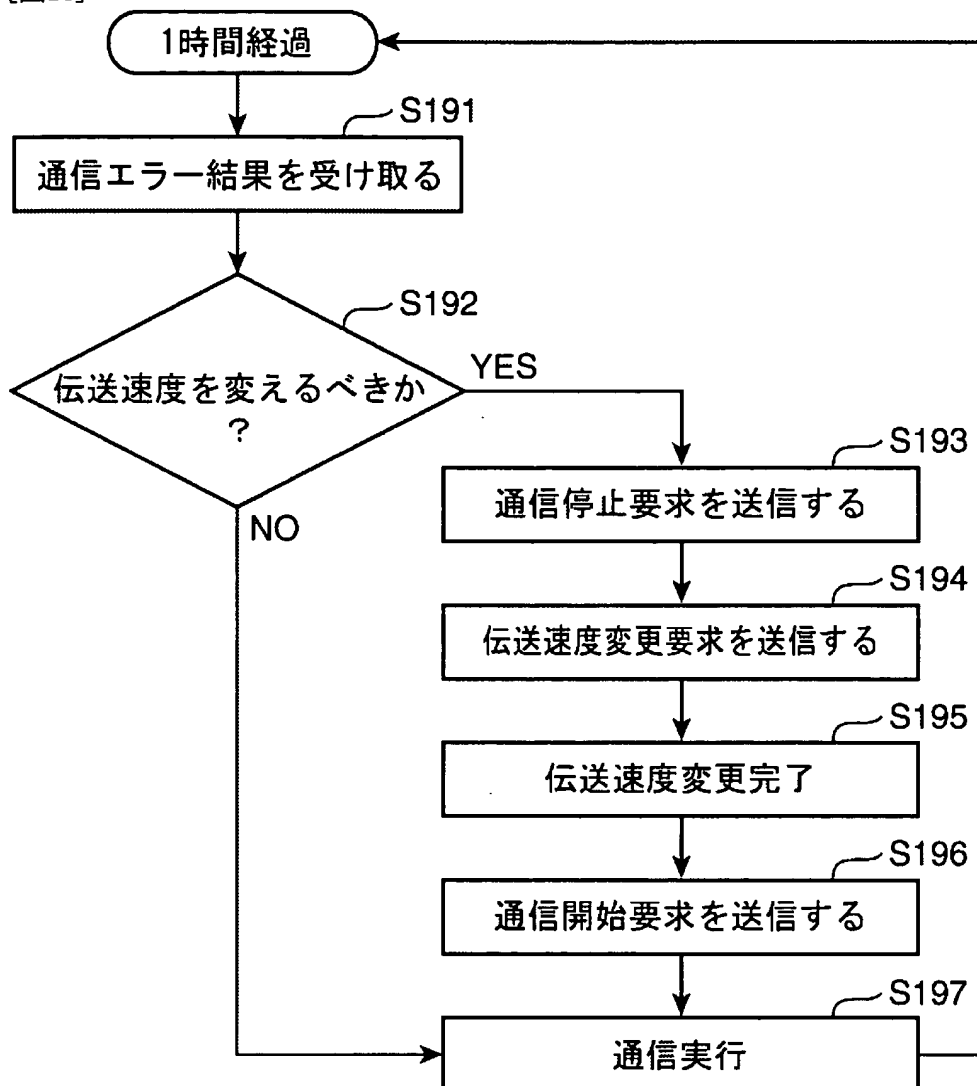 1時間経過
S191
通信エラー結果を受け取る
S192
伝送速度を変えるべきか
?
YES
NO
S193
通信停止要求を送信する
S194
伝送速度変更要求を送信する
S195
伝送速度変更完了
S196
通信開始要求を送信する
S197
通信実行